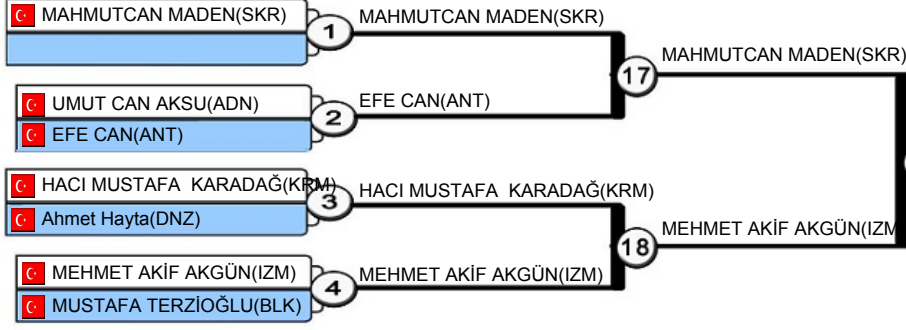 MAHMUTCAN MADEN(SKR)
1
MAHMUTCAN MADEN(SKR)
17
MAHMUTCAN MADEN(SKR)
UMUT CAN AKSU(ADN)
EFE CAN(ANT)
2
EFE CAN(ANT)
HACI MUSTAFA KARADAĞ(KRM)
Ahmet Hayta(DNZ)
3
HACI MUSTAFA KARADAĞ(KRM)
18
MEHMET AKİF AKGÜN(IZM
MEHMET AKİF AKGÜN(IZM)
MUSTAFA TERZİOĞLU(BLK)
4
MEHMET AKİF AKGÜN(IZM)